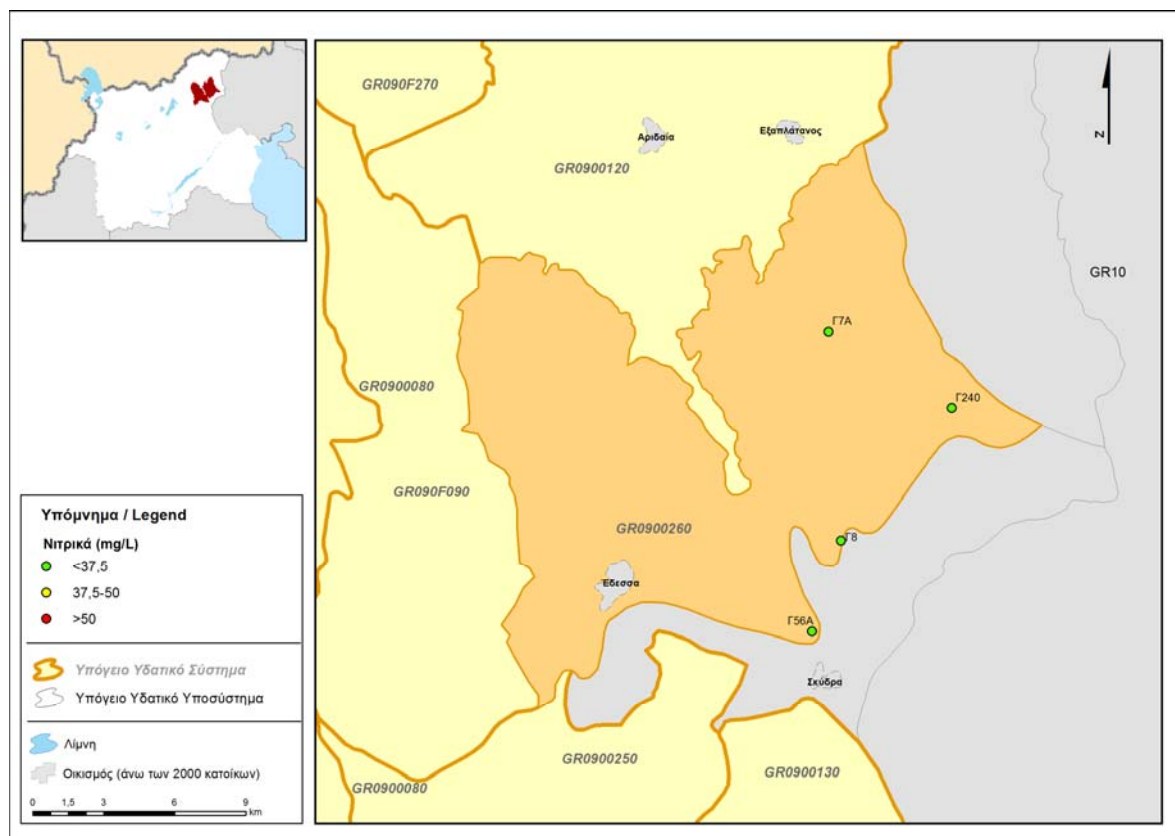 GR090F270
Αριδαία
Εξαπλάτανος
GR0900120
Z
GR10
Γ7Α
GR0900080
Γ240
GR090F090
GR0900260
Γ8
Έδεσσα
Γ56Α
Σκύδρα
GR0900250
GR0900130
GR0900080
Υπόμνημα / Legend
Νιτρικά (mg/L)
<37,5
37,5-50
>50
Υπόγειο Υδατικό Σύστημα
Υπόγειο Υδατικό Υποσύστημα
Λίμνη
Οικισμός (άνω των 2000 κατοίκων)
0 1,5 3 6 9
km